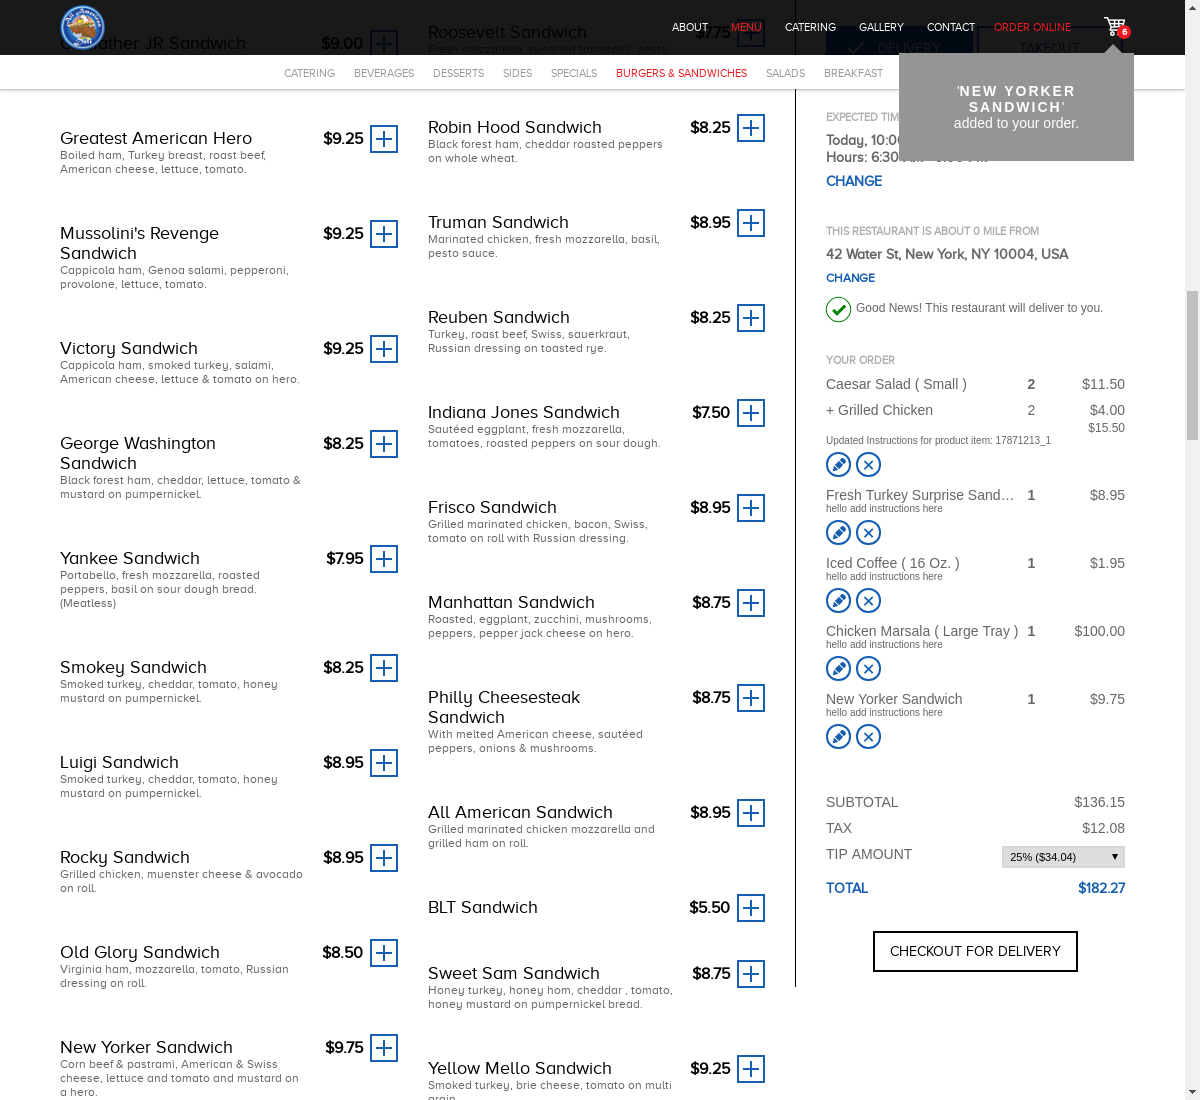 ABOUT
MENU
CATERING
GALLERY
CONTACT
ORDER ONLINE
6
CATERING
BEVERAGES
DESSERTS
SIDES
SPECIALS
BURGERS & SANDWICHES
SALADS
BREAKFAST
'NEW YORKER
SANDWICH'
added to your order.
JR Sandwich
$9.00
Greatest American Hero
$9.25
Boiled ham, Turkey breast, roast beef,
American cheese, lettuce, tomato.
Mussolini's Revenge
Sandwich
$9.25
Cappicola ham, Genoa salami, pepperoni,
provolone, lettuce, tomato.
Victory Sandwich
$9.25
Cappicola ham, smoked turkey, salami,
American cheese, lettuce & tomato on hero.
George Washington
Sandwich
$8.25
Black forest ham, cheddar, lettuce, tomato &
mustard on pumpernickel.
Yankee Sandwich
$7.95
Portabello, fresh mozzarella, roasted
peppers, basil on sour dough bread.
(Meatless)
Smokey Sandwich
$8.25
Smoked turkey, cheddar, tomato, honey
mustard on pumpernickel.
Luigi Sandwich
$8.95
Smoked turkey, cheddar, tomato, honey
mustard on pumpernickel.
Rocky Sandwich
$8.95
Grilled chicken, muenster cheese & avocado
on roll.
Old Glory Sandwich
$8.50
Virginia ham, mozzarella, tomato, Russian
dressing on roll.
New Yorker Sandwich
$9.75
Corn beef & pastrami, American & Swiss
cheese, lettuce and tomato and mustard on
a hero.
Roosevelt Sandwich
$7.75
Fresh mozzarella, sundried tomatoes, pesto
Robin Hood Sandwich
$8.25
Black forest ham, cheddar roasted peppers
on whole wheat.
Truman Sandwich
$8.95
Marinated chicken, fresh mozzarella, basil,
pesto sauce.
Reuben Sandwich
$8.25
Turkey, roast beef, Swiss, sauerkraut,
Russian dressing on toasted rye.
Indiana Jones Sandwich
$7.50
Sautéed eggplant, fresh mozzarella,
tomatoes, roasted peppers on sour dough.
Frisco Sandwich
$8.95
Grilled marinated chicken, bacon, Swiss,
tomato on roll with Russian dressing.
Manhattan Sandwich
$8.75
Roasted, eggplant, zucchini, mushrooms,
peppers, pepper jack cheese on hero.
Philly Cheesesteak
Sandwich
$8.75
With melted American cheese, sautéed
peppers, onions & mushrooms.
All American Sandwich
$8.95
Grilled marinated chicken mozzarella and
grilled ham on roll.
BLT Sandwich
$5.50
Sweet Sam Sandwich
$8.75
Honey turkey, honey hom, cheddar , tomato,
honey mustard on pumpernickel bread.
Yellow Mello Sandwich
$9.25
Smoked turkey, brie cheese, tomato on multi
grain
DELIVERY
TAKEOUT
EXPECTED
Today,
Hours:
CHANGE
THIS RESTAURANT IS ABOUT 0 MILE FROM
42 Water St, New York, NY 10004, USA
CHANGE
Good News! This restaurant will deliver to you.
YOUR ORDER
Caesar Salad ( Small ) 2 $11.50
+ Grilled Chicken 2 $4.00
$15.50
Updated Instructions for product item: 17871213_1
Fresh Turkey Surprise Sand... 1 $8.95
hello add instructions here
Iced Coffee ( 16 Oz. ) 1 $1.95
hello add instructions here
Chicken Marsala ( Large Tray ) 1 $100.00
hello add instructions here
New Yorker Sandwich 1 $9.75
hello add instructions here
SUBTOTAL $136.15
TAX $12.08
TIP AMOUNT 25% ($34.04)
TOTAL $182.27
CHECKOUT FOR DELIVERY